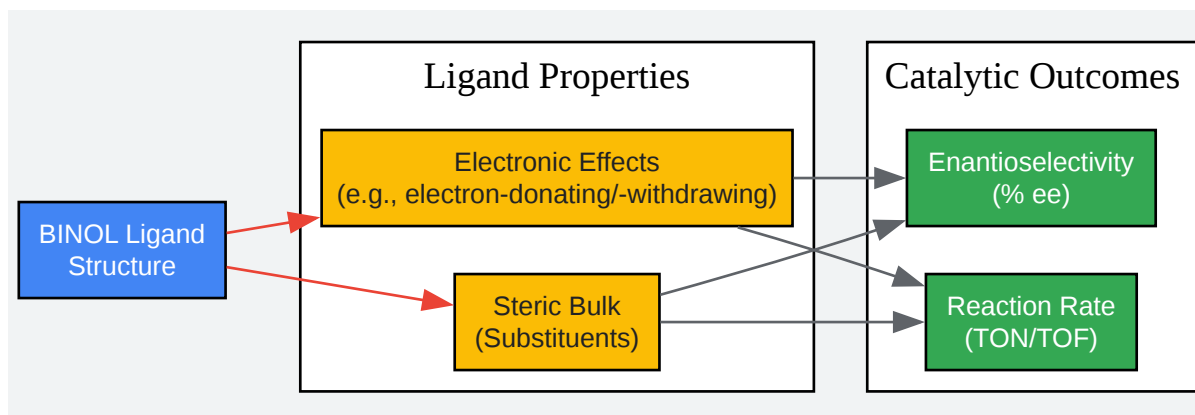 BINOL Ligand
Structure
Ligand Properties
Electronic Effects
(e.g., electron-donating/-withdrawing)
Steric Bulk
(Substituents)
Catalytic Outcomes
Enantioselectivity
(% ee)
Reaction Rate
(TON/TOF)